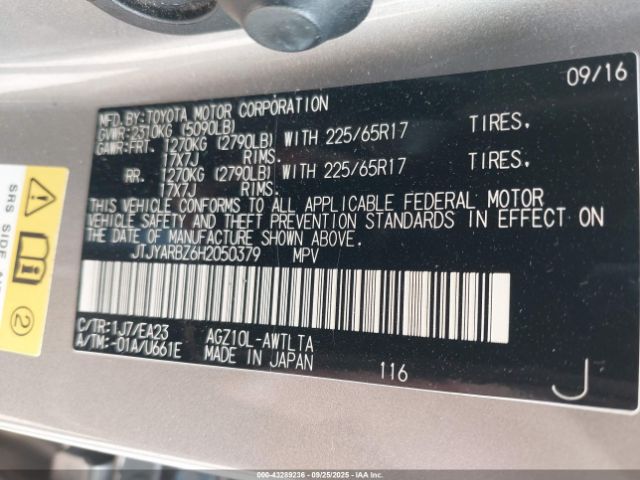 09/16
MFD. BY: TOYOTA MOTOR CORPORATION
GVWR: 2310KG (5090LB)
GAWR: FRT. 1270KG (2790LB) WITH 225/65R17 TIRES,
17X7J RIMS.
RR. 1270KG (2790LB) WITH 225/65R17 TIRES,
17X7J RIMS.
THIS VEHICLE CONFORMS TO ALL APPLICABLE FEDERAL MOTOR
VEHICLE SAFETY AND THEFT PREVENTION STANDARDS IN EFFECT ON
THE DATE OF MANUFACTURE SHOWN ABOVE.
JTJYARBZ6H2050379 MPV
C/TR: 1J7/EA23 AGZ10L-AWTLTA
A/TM: -01A/U661E MADE IN JAPAN
116
J
SRS SIDE
2
000-43289236 - 09/25/2025 - IAAI.COM